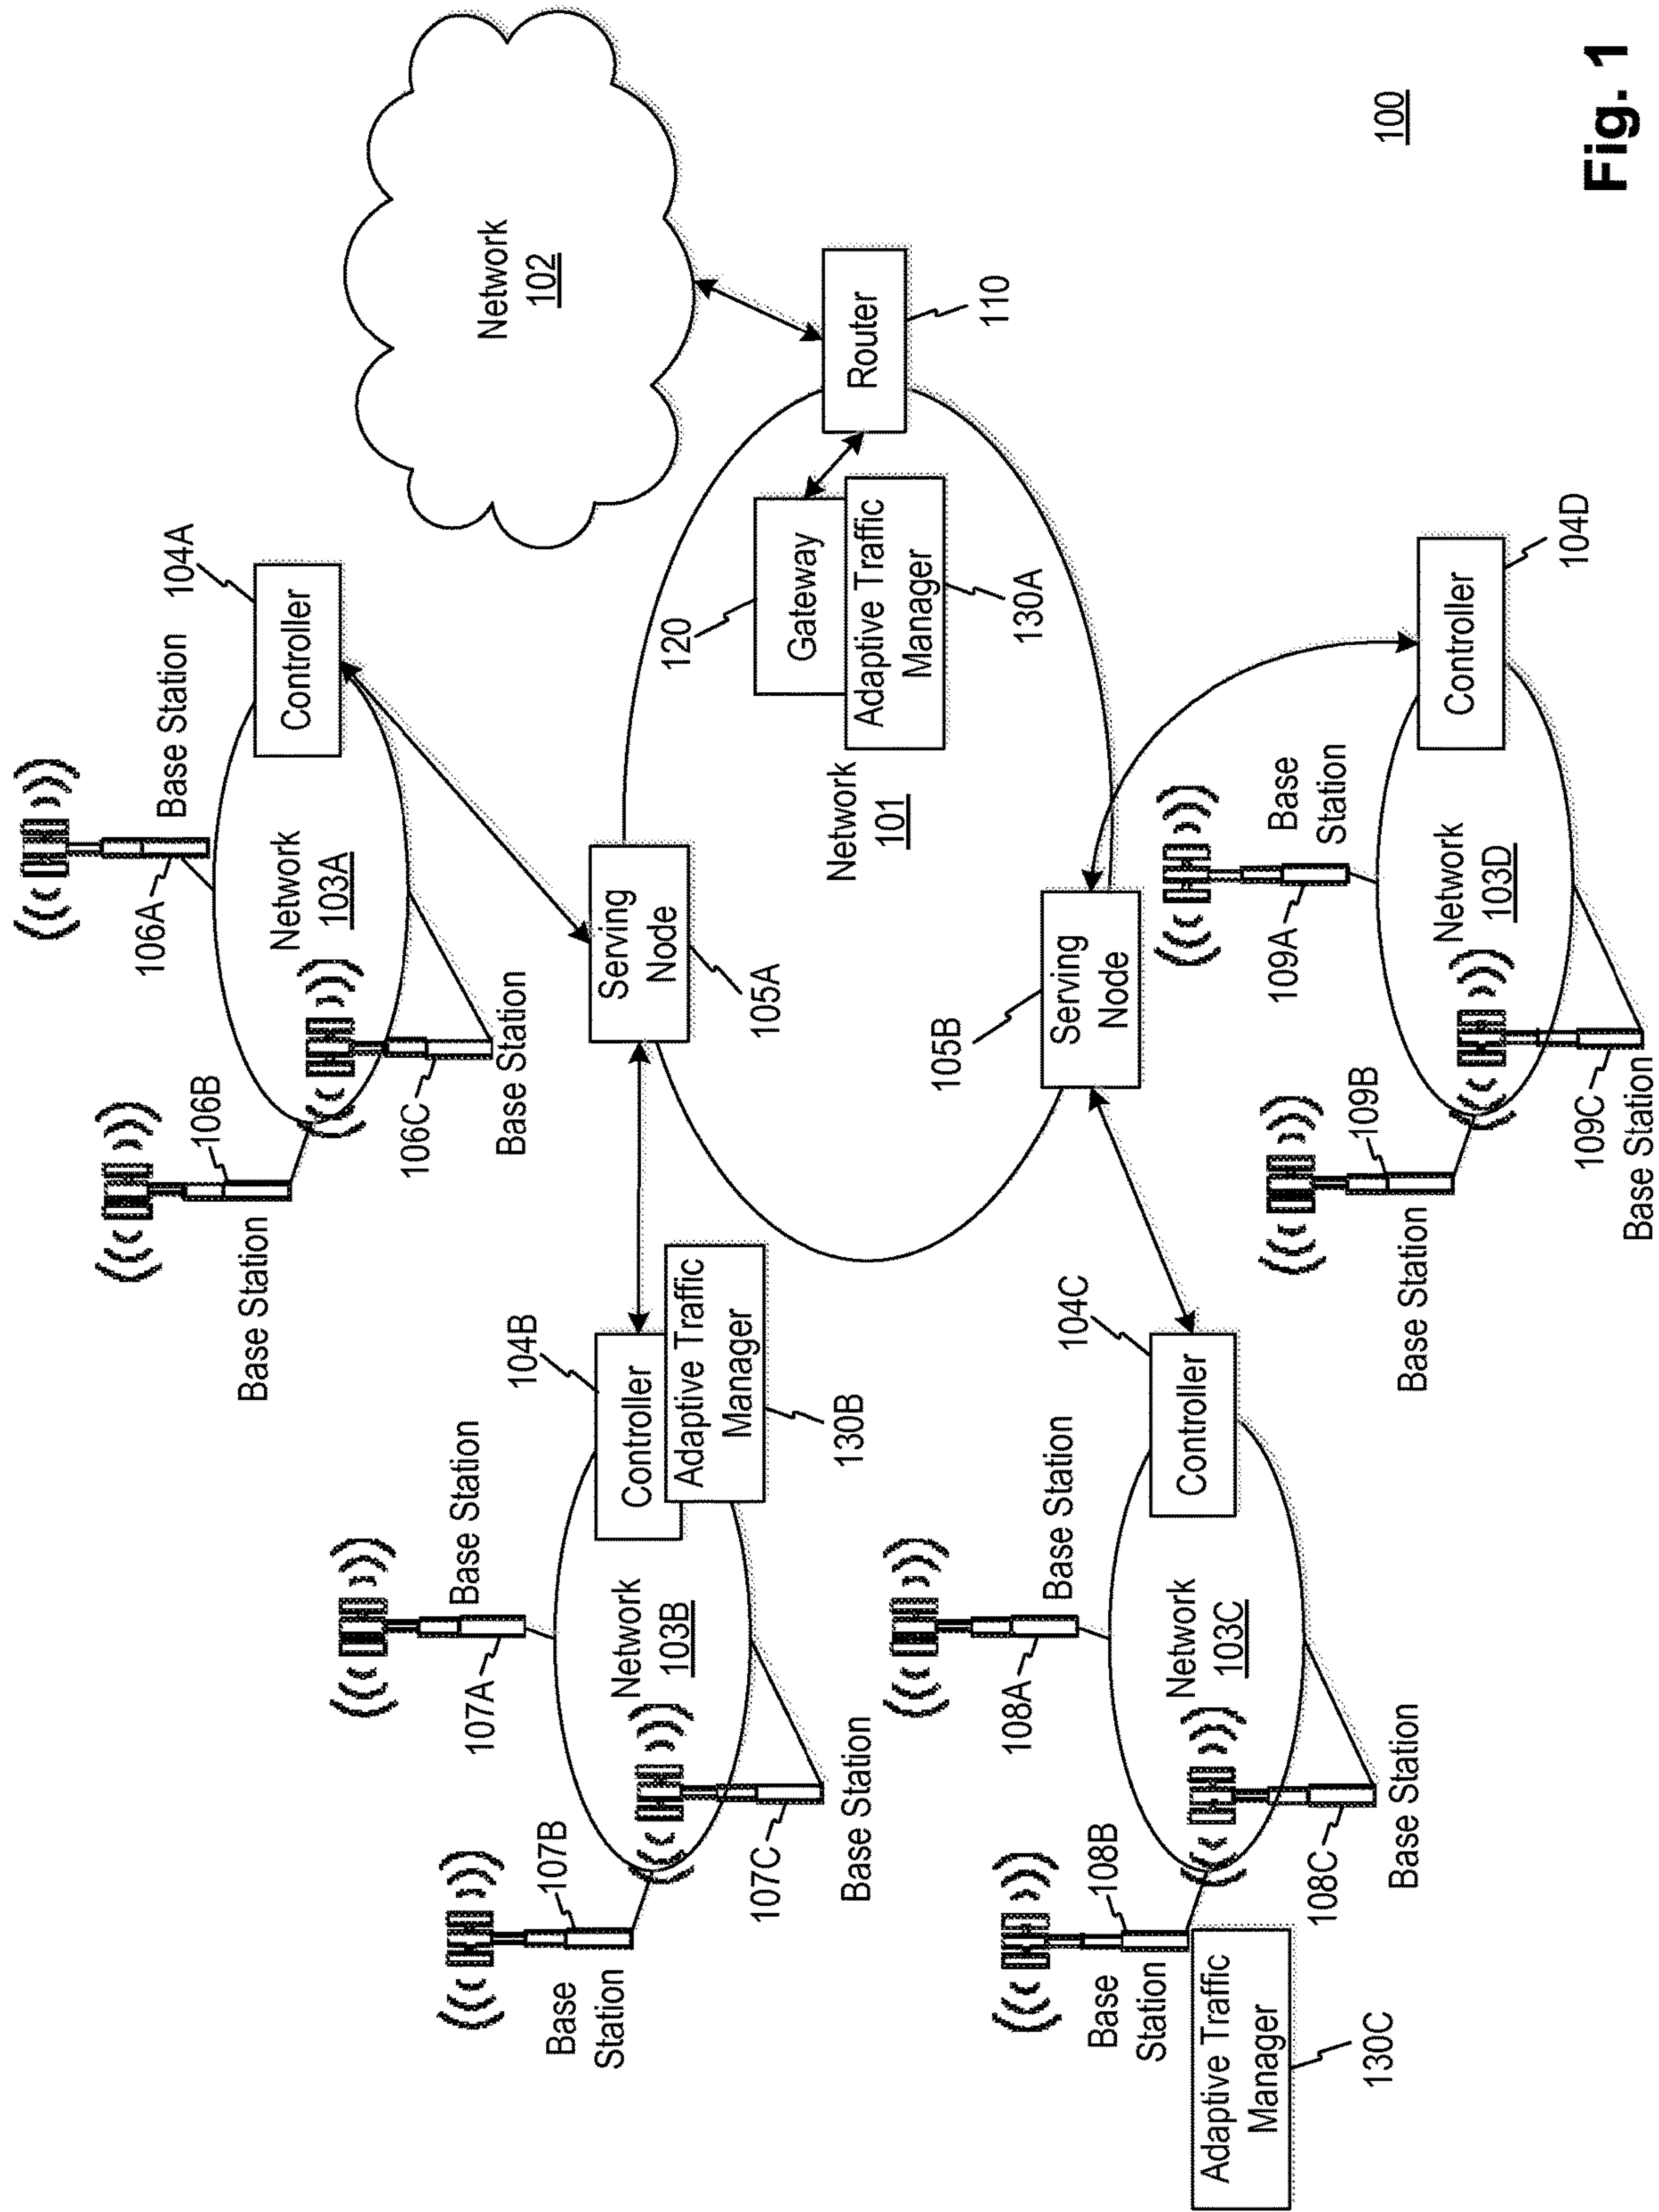 Network
102
104A
Base Station
Controller
106A
Network
103A
106B
Base Station
106C
Base Station
Router
110
120
Gateway
Adaptive Traffic
Manager
130A
Network
101
Serving
Node
105A
105B
Serving
Node
104B
Controller
Adaptive Traffic
Manager
130B
Base Station
107A
Network
103B
107B
Base
Station
107C
Base Station
104C
Controller
Base Station
108A
Network
103C
108B
Base
Station
108C
Base Station
Adaptive Traffic
Manager
130C
104D
Controller
Base
Station
109A
Network
103D
109B
Base Station
109C
Base Station
100
Fig. 1